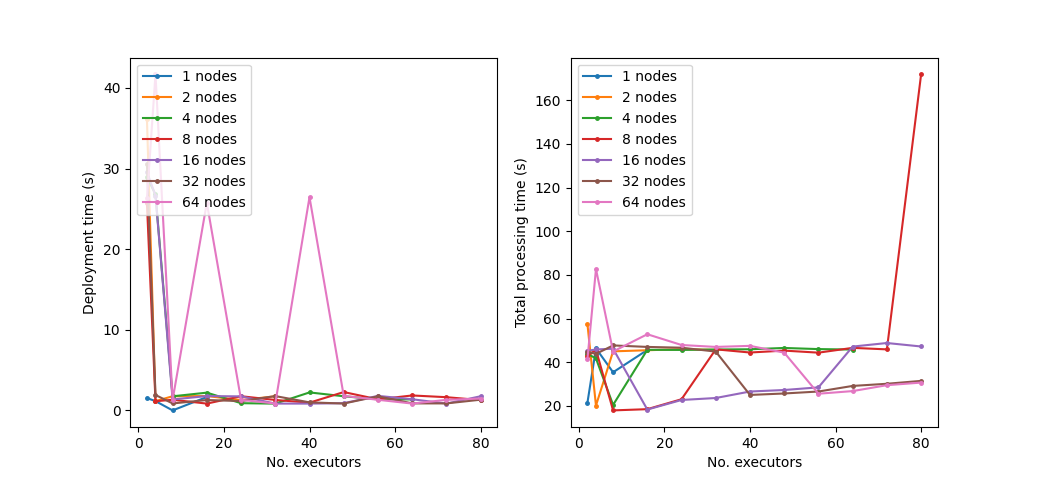 1 nodes
2 nodes
4 nodes
8 nodes
16 nodes
32 nodes
64 nodes
40
30
20
10
0
Deployment time (s)
0 20 40 60 80
No. executors
1 nodes
2 nodes
4 nodes
8 nodes
16 nodes
32 nodes
64 nodes
160
140
120
100
80
60
40
20
Total processing time (s)
0 20 40 60 80
No. executors